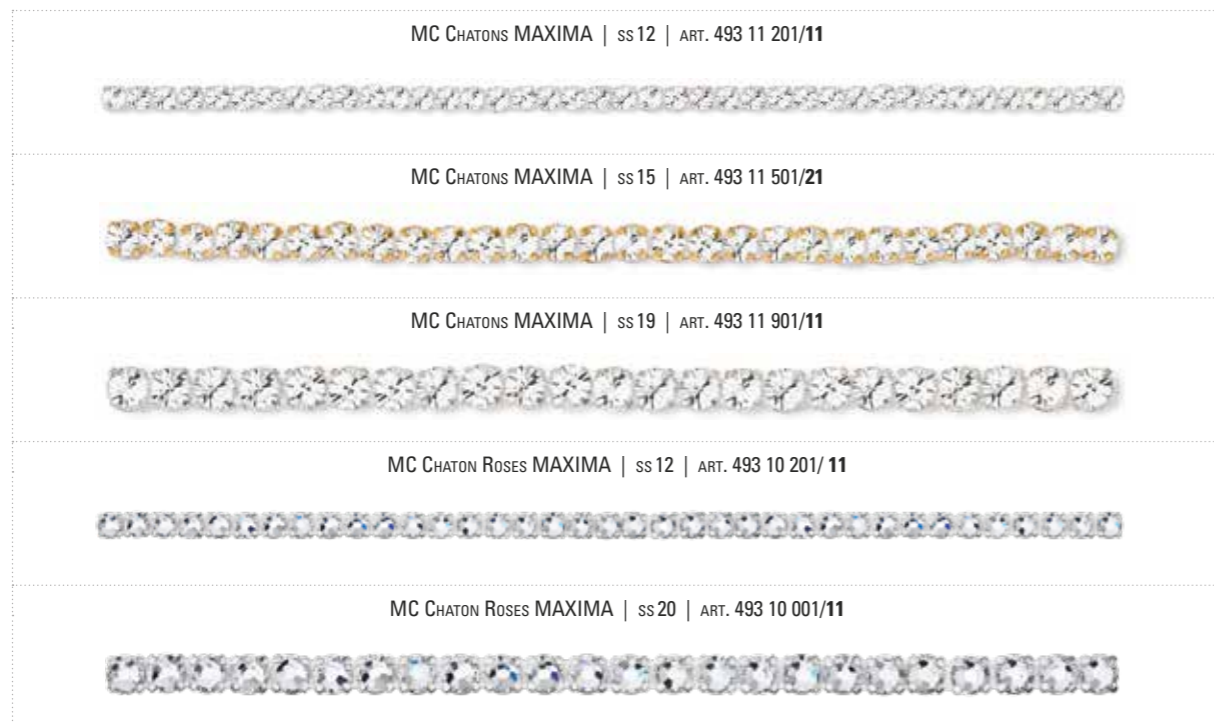 MC Chatons MAXIMA | ss 12 | art. 493 11 201/11
MC Chatons MAXIMA | ss 15 | art. 493 11 501/21
MC Chatons MAXIMA | ss 19 | art. 493 11 901/11
MC Chaton Roses MAXIMA | ss 12 | art. 493 10 201/ 11
MC Chaton Roses MAXIMA | ss 20 | art. 493 10 001/11